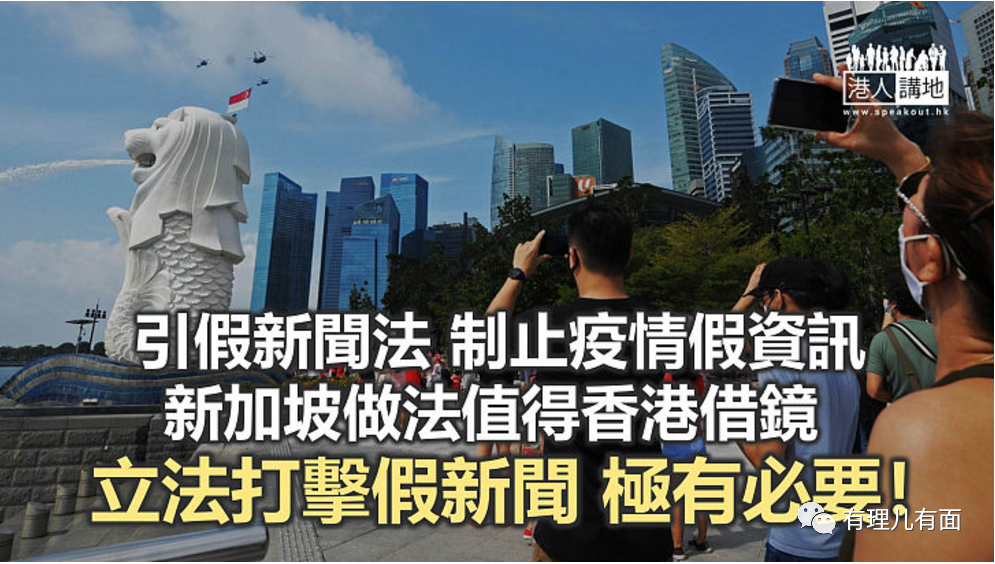 港人講地
www.speakout.hk
引假新聞法 制止疫情假資訊
新加坡做法值得香港借鏡
立法打擊假新聞 極有必要!
有理儿有面